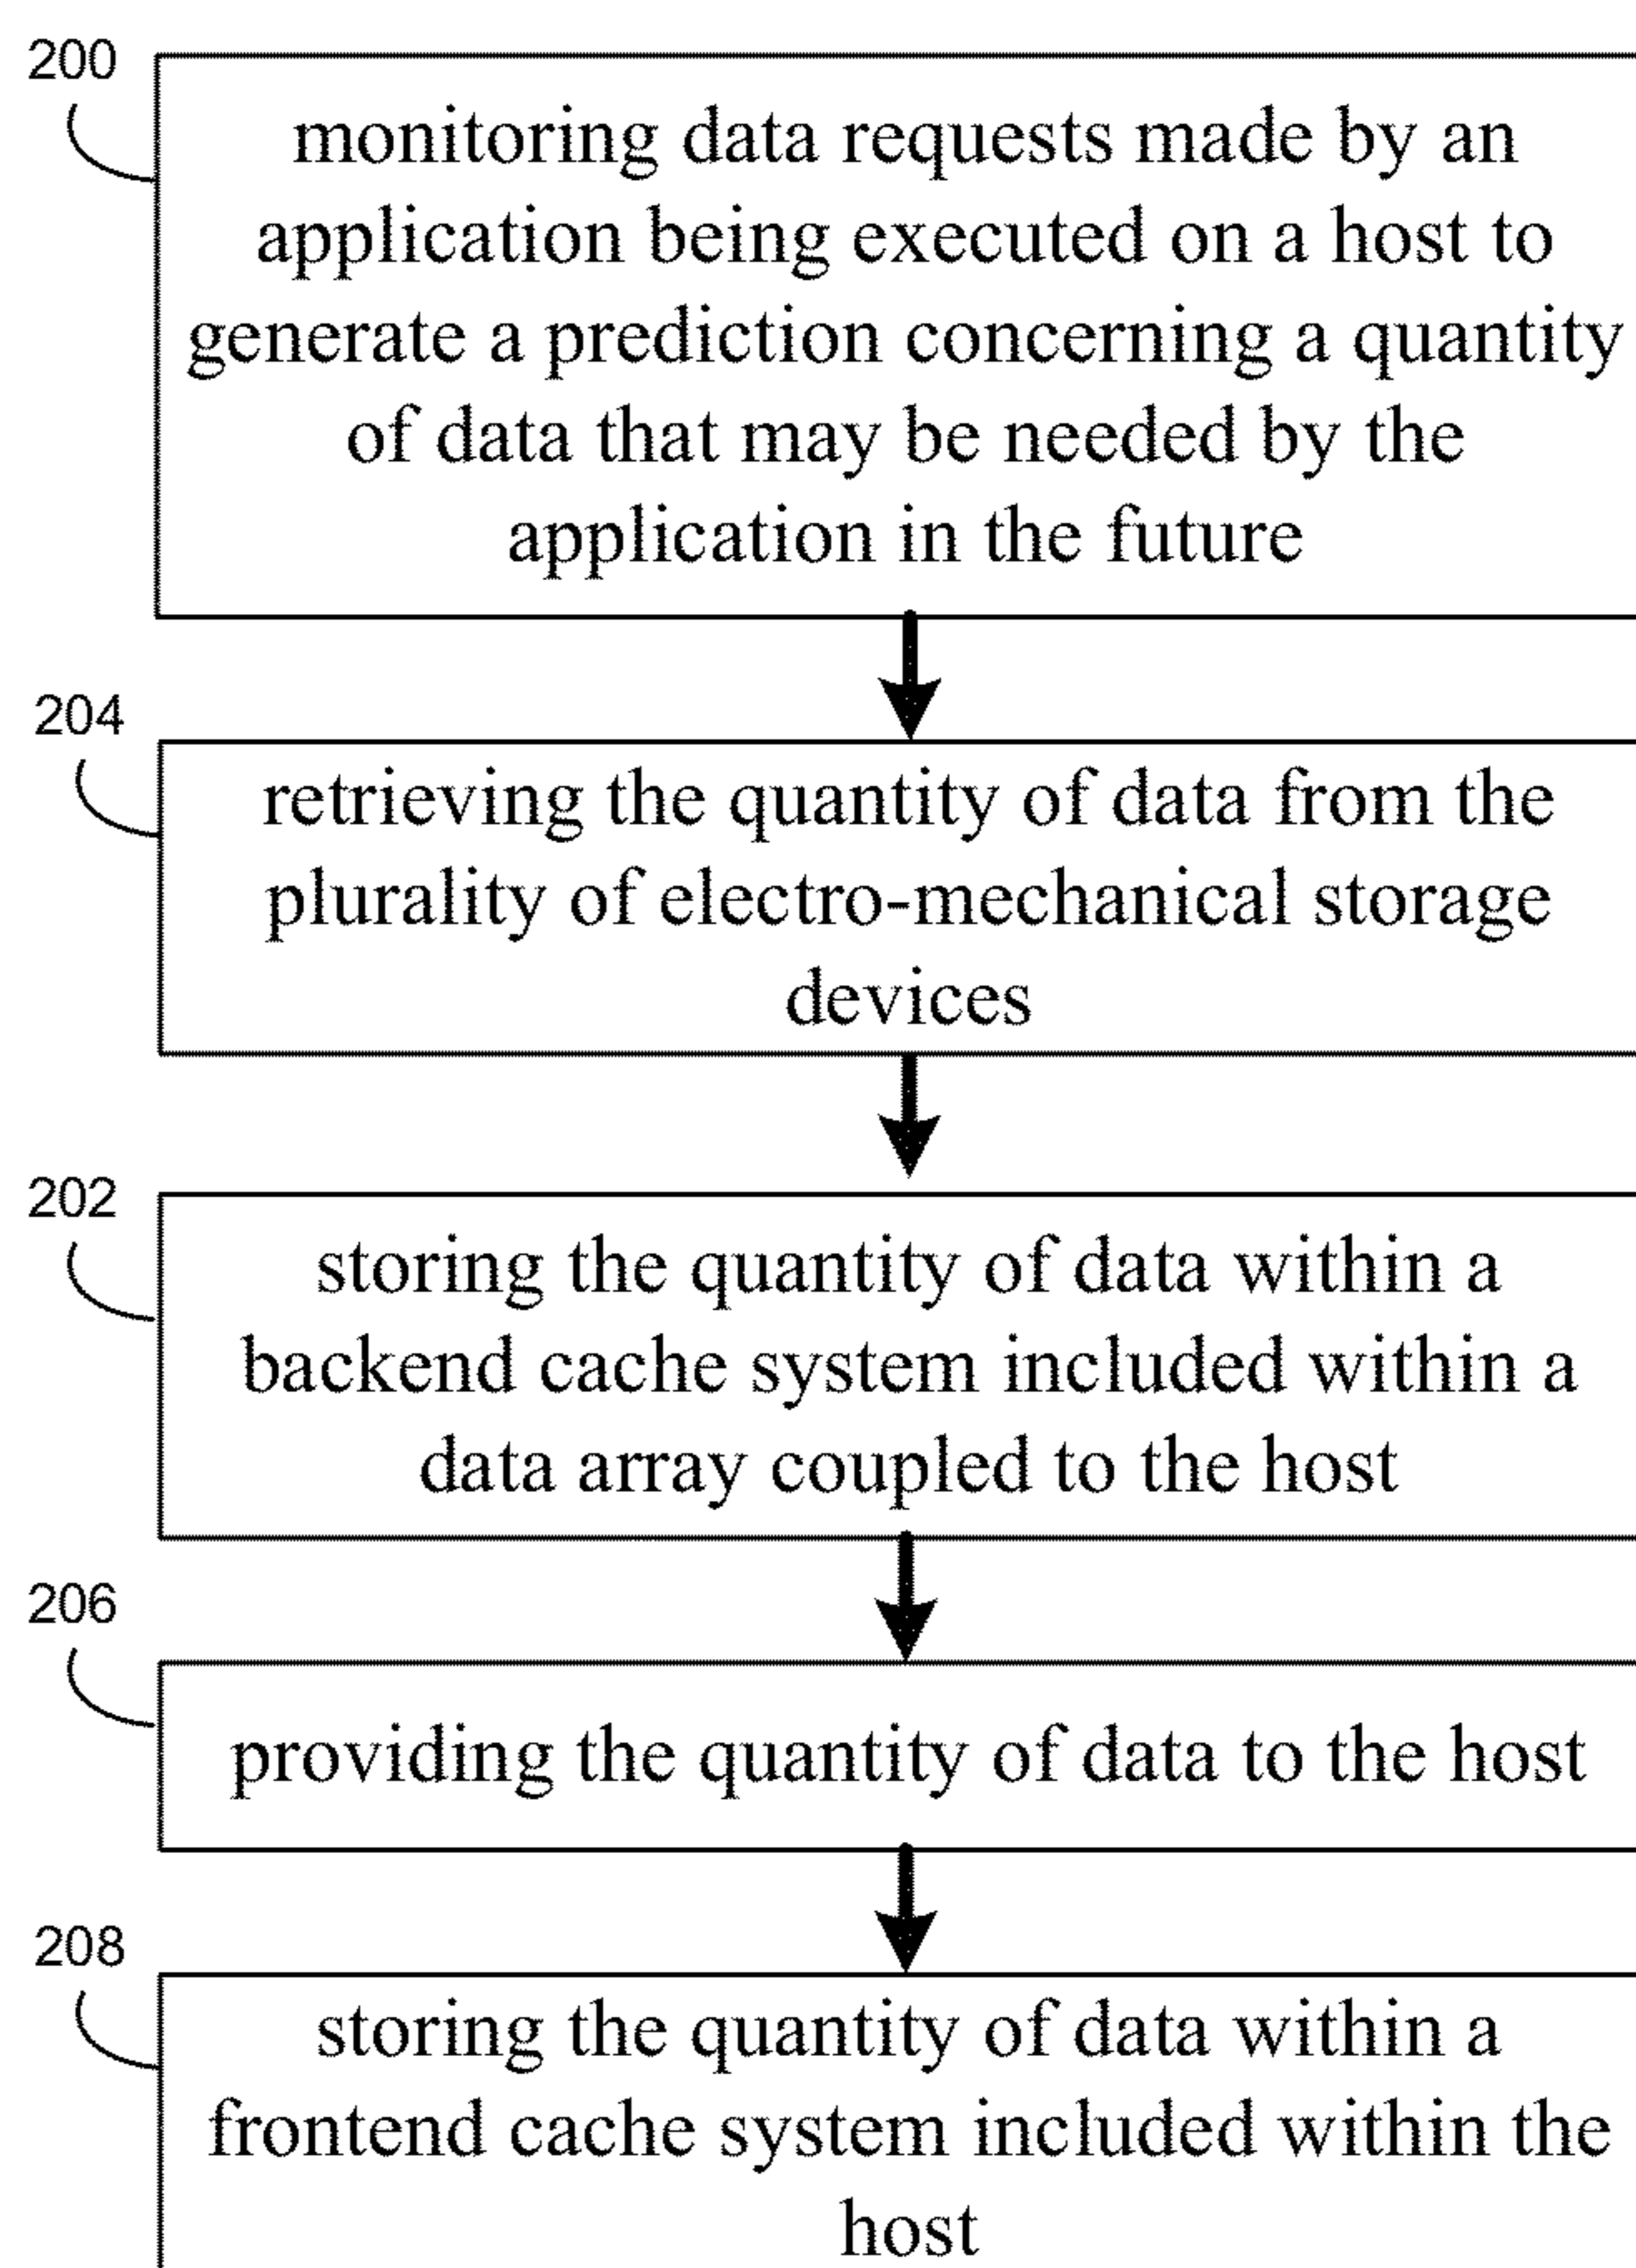 200
monitoring data requests made by an
application being executed on a host to
generate a prediction concerning a quantity
of data that may be needed by the
application in the future
204
retrieving the quantity of data from the
plurality of electro-mechanical storage
devices
202
storing the quantity of data within a
backend cache system included within a
data array coupled to the host
206
providing the quantity of data to the host
208
storing the quantity of data within a
frontend cache system included within the
host